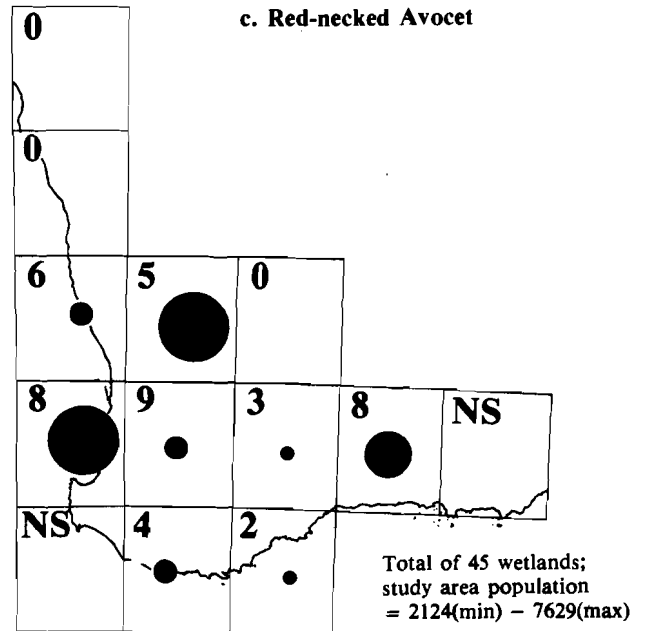 c. Red-necked Avocet
0
0
6 5 0
8 9 3 8 NS
NS 4 2
Total of 45 wetlands;
study area population
= 2124(min) – 7629(max)